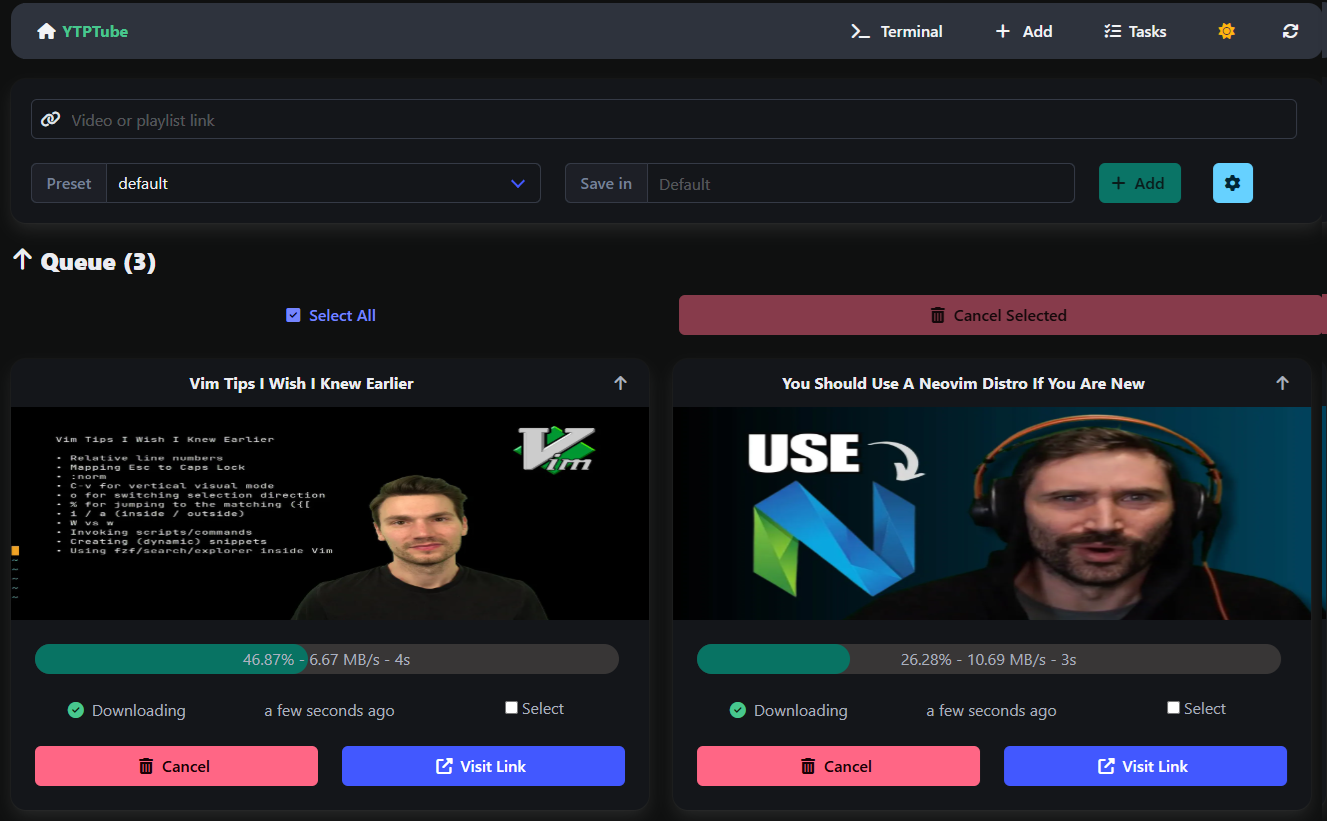 YTPTube
Terminal
Add
Tasks
Video or playlist link
Preset
default
Save in
Default
Add
Queue (3)
Select All
Cancel Selected
Vim Tips I Wish I Knew Earlier
Vim Tips I Wish I Knew Earlier
• Relative line numbers
• Mapping Esc to Caps Lock
• :norm
• C-v for vertical visual mode
• o for switching selection direction
• % for jumping to the matching ({[
• i / a (inside / outside)
• W vs w
• Invoking scripts/commands
• Creating (dynamic) snippets
• Using fzf/search/explorer inside Vim
Vim
46.87% - 6.67 MB/s - 4s
Downloading
a few seconds ago
Select
Cancel
Visit Link
You Should Use A Neovim Distro If You Are New
USE
26.28% - 10.69 MB/s - 3s
Downloading
a few seconds ago
Select
Cancel
Visit Link